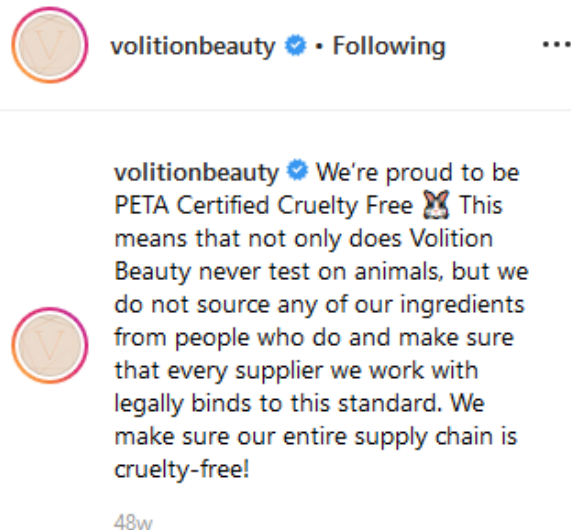 volitionbeauty • Following
volitionbeauty We're proud to be
PETA Certified Cruelty Free 🐰 This
means that not only does Volition
Beauty never test on animals, but we
do not source any of our ingredients
from people who do and make sure
that every supplier we work with
legally binds to this standard. We
make sure our entire supply chain is
cruelty-free!
48w